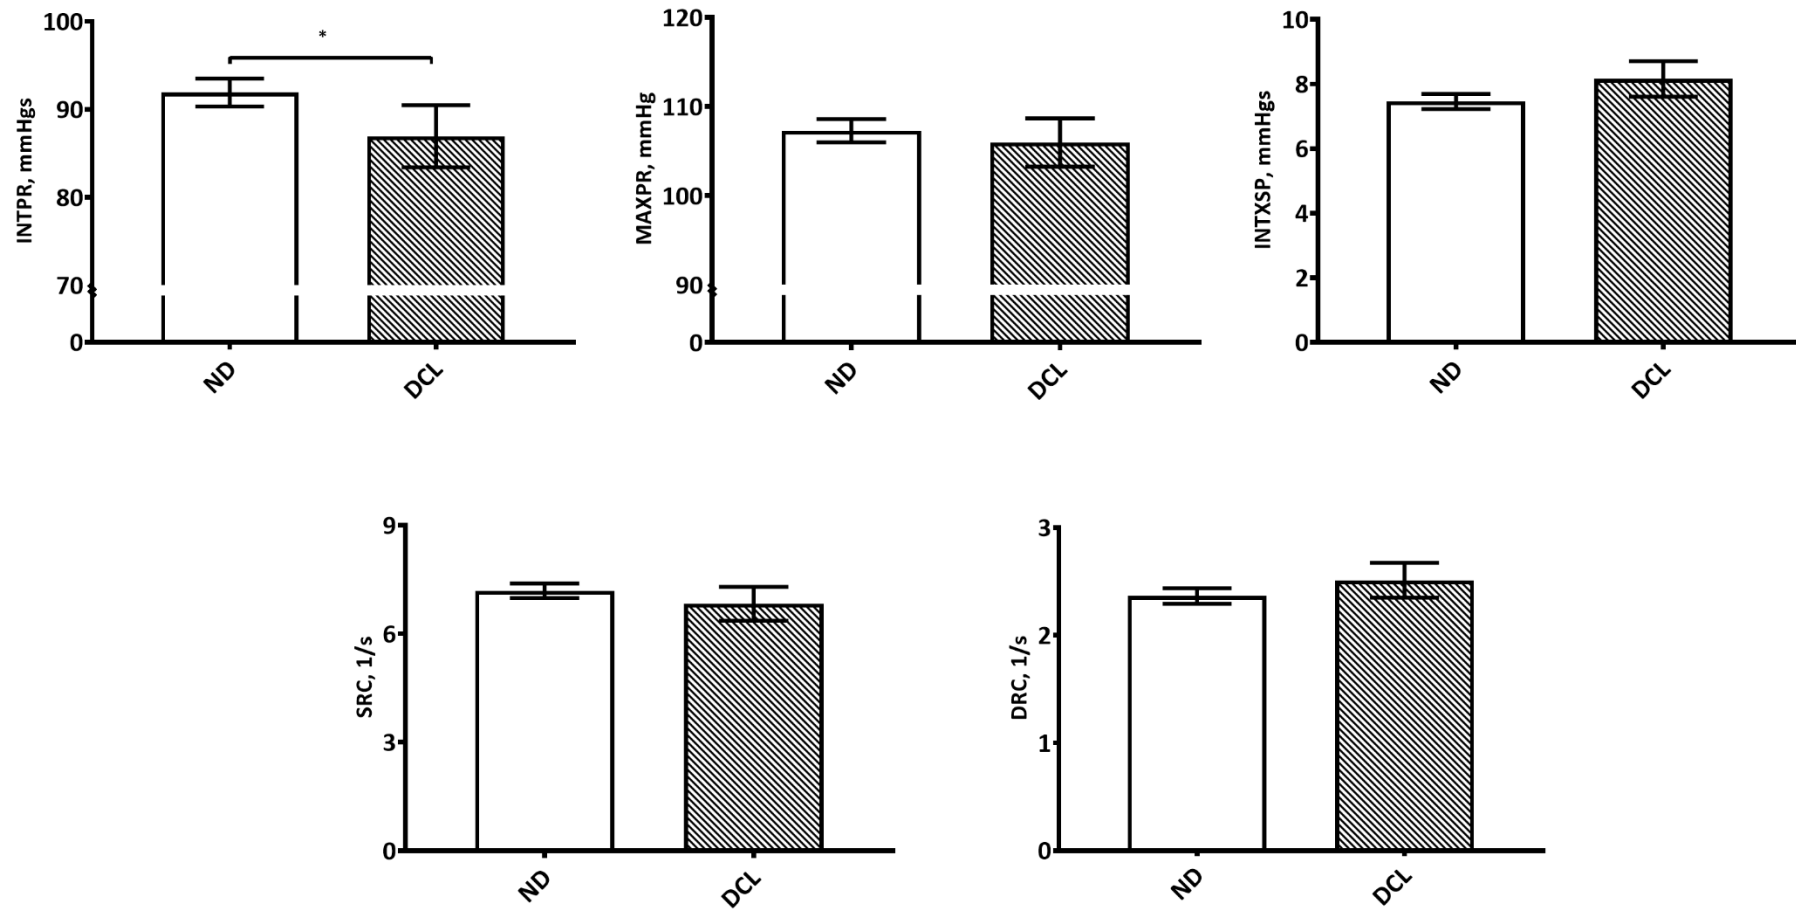 INTPR, mmHgs
100
90
80
70
0
*
ND
DCL
MAXPR, mmHg
120
110
100
90
0
ND
DCL
INTXSP, mmHgs
10
8
6
4
2
0
ND
DCL
SRC, 1/s
9
6
3
0
ND
DCL
DRC, 1/s
3
2
1
0
ND
DCL